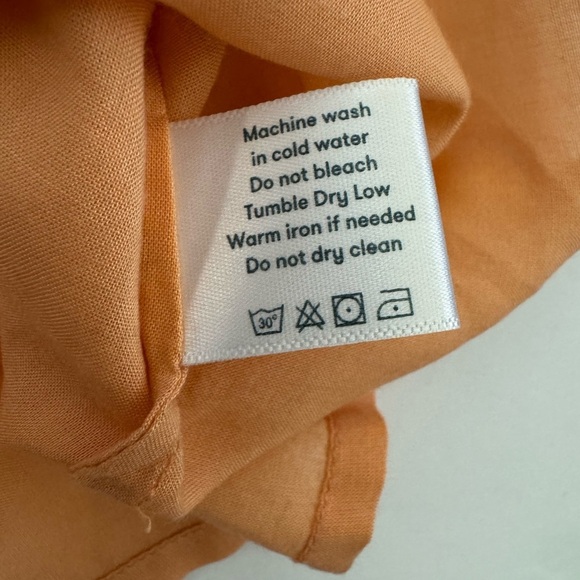 Machine wash
in cold water
Do not bleach
Tumble Dry Low
Warm iron if needed
Do not dry clean
30°